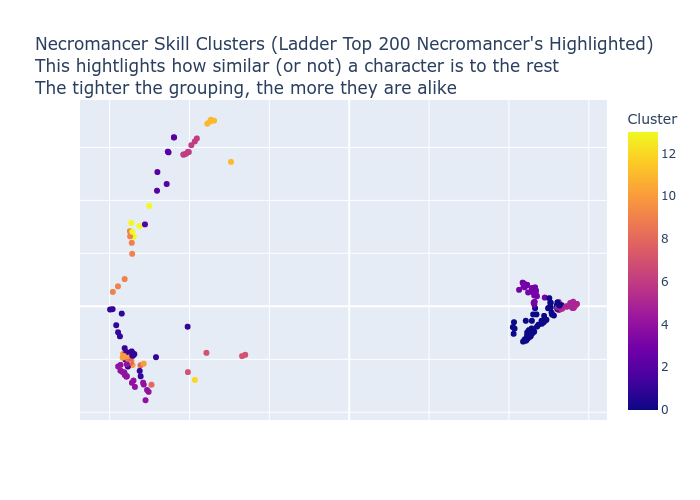 Necromancer Skill Clusters (Ladder Top 200 Necromancer's Highlighted)
This hightlights how similar (or not) a character is to the rest
The tighter the grouping, the more they are alike
Cluster
12
10
8
6
4
2
0